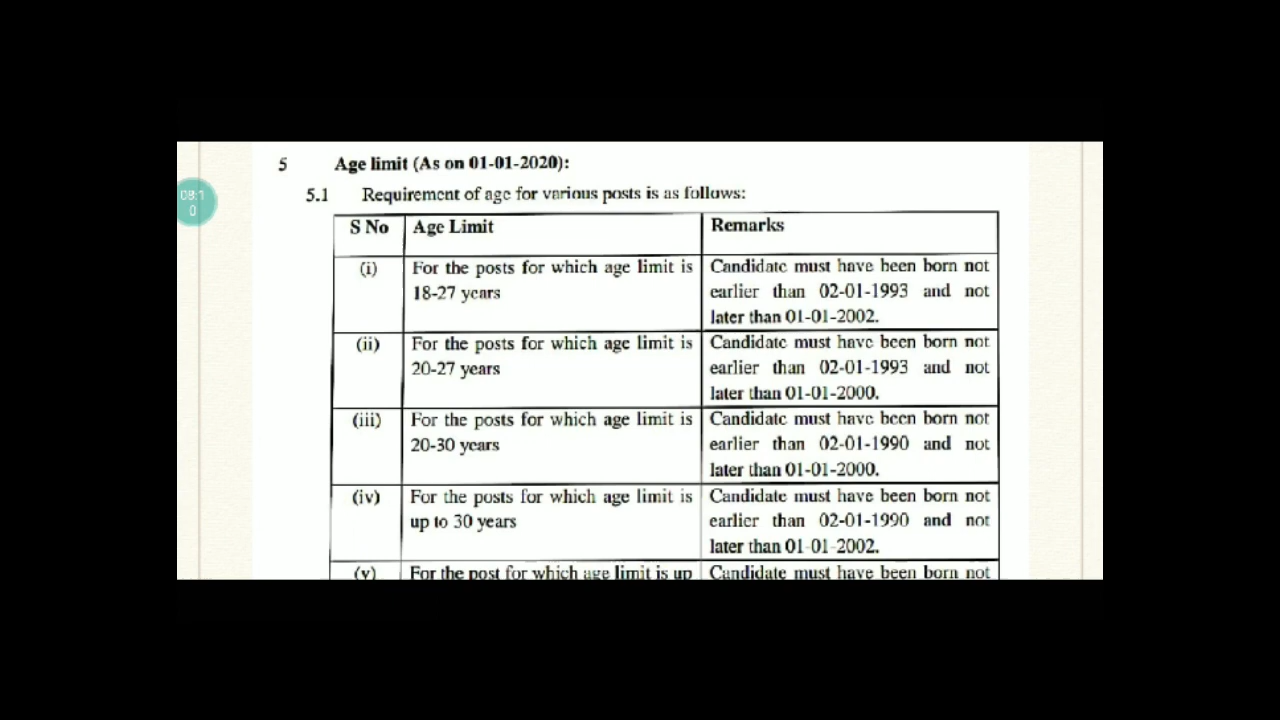 5 Age limit (As on 01-01-2020):
08:1
0
5.1 Requirement of age for various posts is as follows:
S No Age Limit Remarks
(i) For the posts for which age limit is Candidate must have been born not
18-27 years earlier than 02-01-1993 and not
later than 01-01-2002.
(ii) For the posts for which age limit is Candidate must have been born not
20-27 years earlier than 02-01-1993 and not
later than 01-01-2000.
(iii) For the posts for which age limit is Candidate must have been born not
20-30 years earlier than 02-01-1990 and not
later than 01-01-2000.
(iv) For the posts for which age limit is Candidate must have been born not
up to 30 years earlier than 02-01-1990 and not
later than 01-01-2002.
(v) For the post for which age limit is up Candidate must have been born not